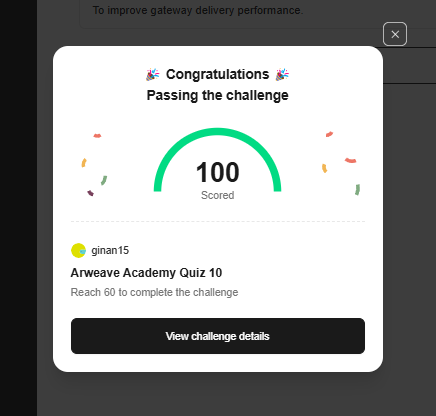 To improve gateway delivery performance.
🎉 Congratulations 🎉
Passing the challenge
100
Scored
ginan15
Arweave Academy Quiz 10
Reach 60 to complete the challenge
View challenge details